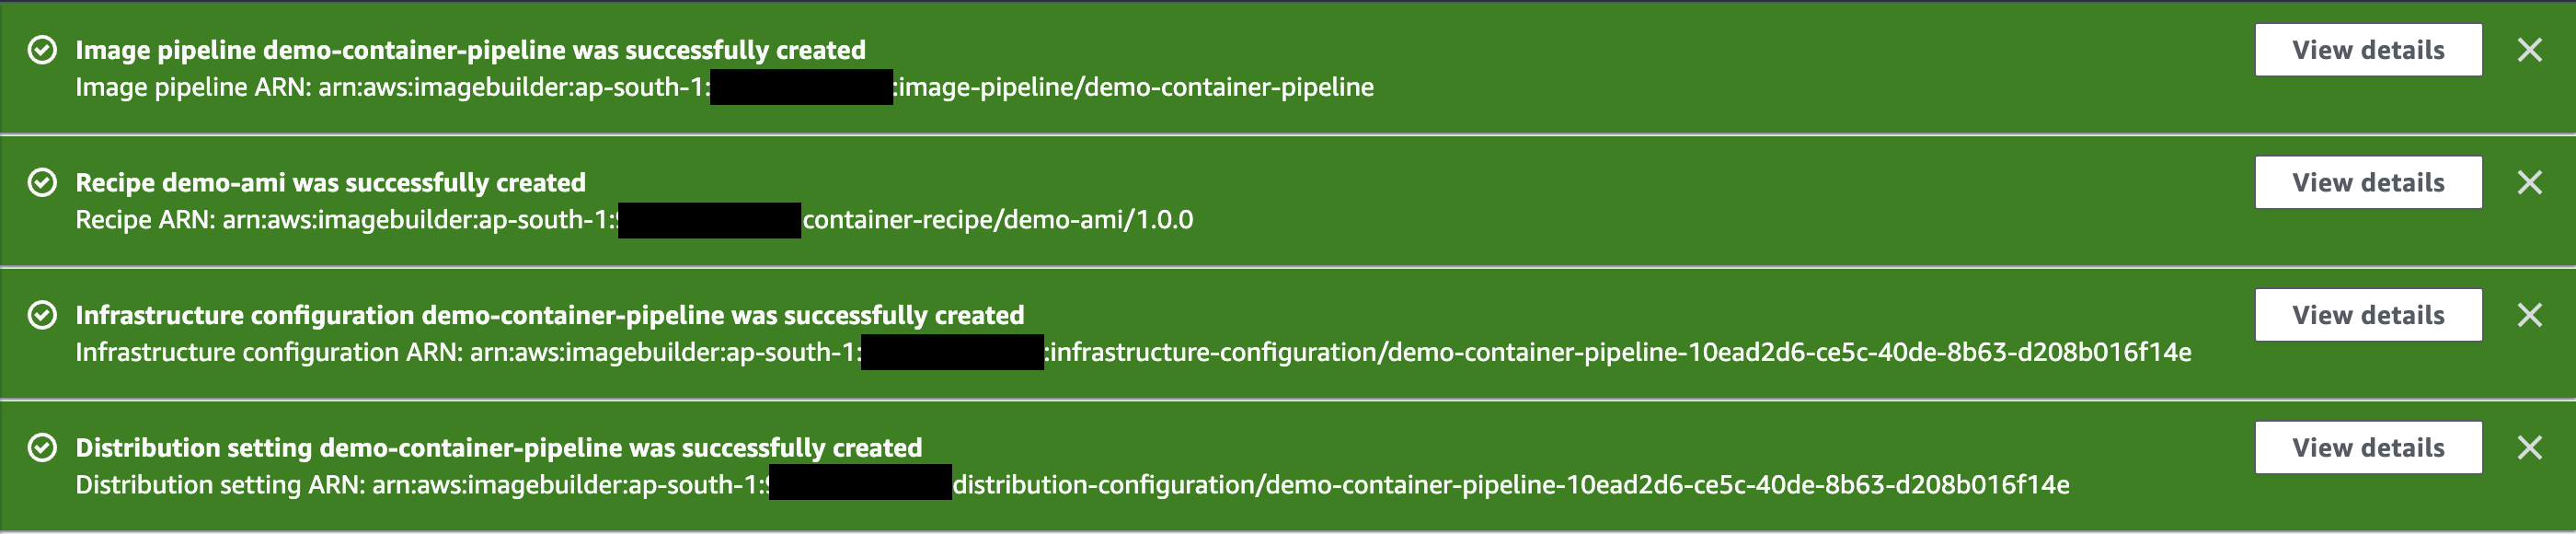 Image pipeline demo-container-pipeline was successfully created
View details
Image pipeline ARN: arn:aws:imagebuilder:ap-south-1: :image-pipeline/demo-container-pipeline
Recipe demo-ami was successfully created
View details
Recipe ARN: arn:aws:imagebuilder:ap-south-1: container-recipe/demo-ami/1.0.0
Infrastructure configuration demo-container-pipeline was successfully created
View details
Infrastructure configuration ARN: arn:aws:imagebuilder:ap-south-1: :infrastructure-configuration/demo-container-pipeline-10ead2d6-ce5c-40de-8b63-d208b016f14e
Distribution setting demo-container-pipeline was successfully created
View details
Distribution setting ARN: arn:aws:imagebuilder:ap-south-1: distribution-configuration/demo-container-pipeline-10ead2d6-ce5c-40de-8b63-d208b016f14e